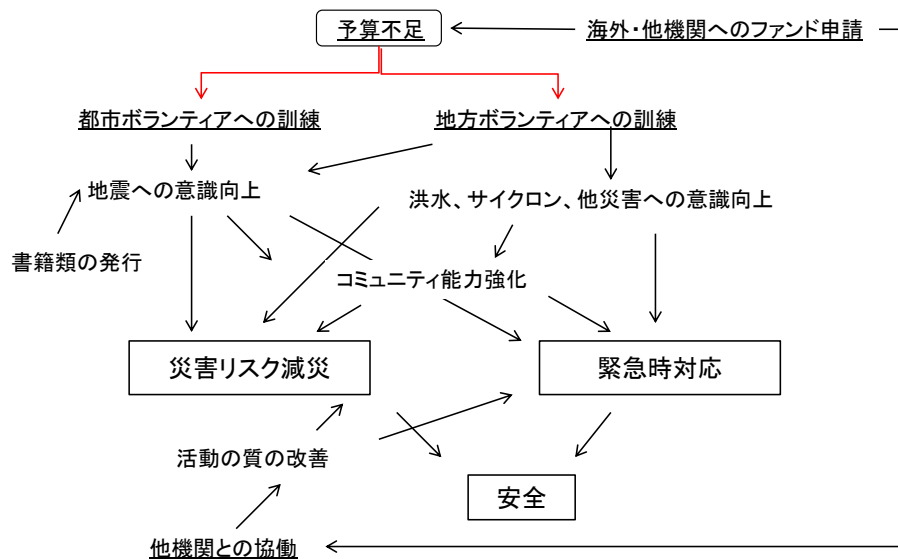 予算不足
海外・他機関へのファンド申請
都市ボランティアへの訓練
地方ボランティアへの訓練
地震への意識向上
洪水、サイクロン、他災害への意識向上
書籍類の発行
コミュニティ能力強化
災害リスク減災
緊急時対応
活動の質の改善
安全
他機関との協働